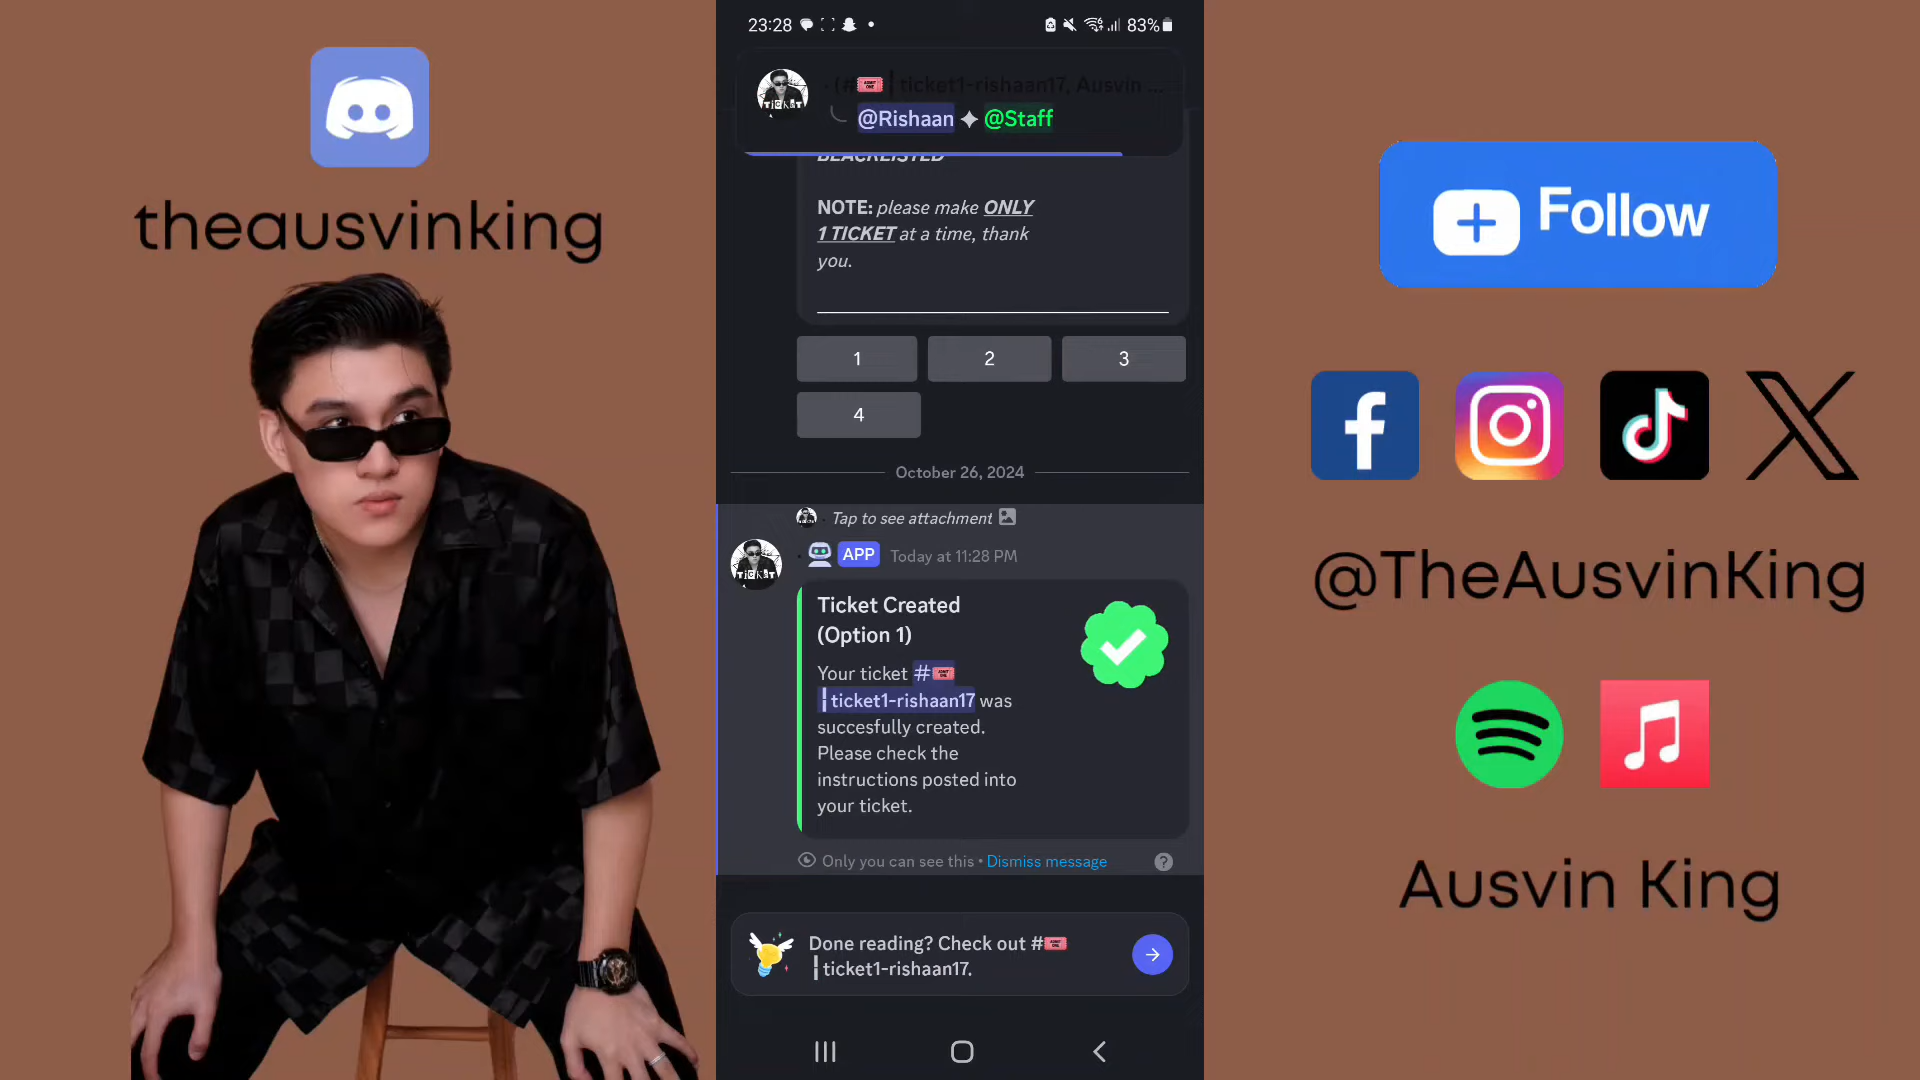 theausvinking
23:28
83%
(# ticket1-rishaan17, Ausvin ...
@Rishaan ✦ @Staff
BLACKLISTED
NOTE: please make ONLY
1 TICKET at a time, thank
you.
1
2
3
4
October 26, 2024
Tap to see attachment
APP Today at 11:28 PM
TICKET
Ticket Created
(Option 1)
Your ticket #
┇ticket1-rishaan17 was
succesfully created.
Please check the
instructions posted into
your ticket.
Only you can see this • Dismiss message
Done reading? Check out #
┇ticket1-rishaan17.
Follow
@TheAusvinKing
Ausvin King